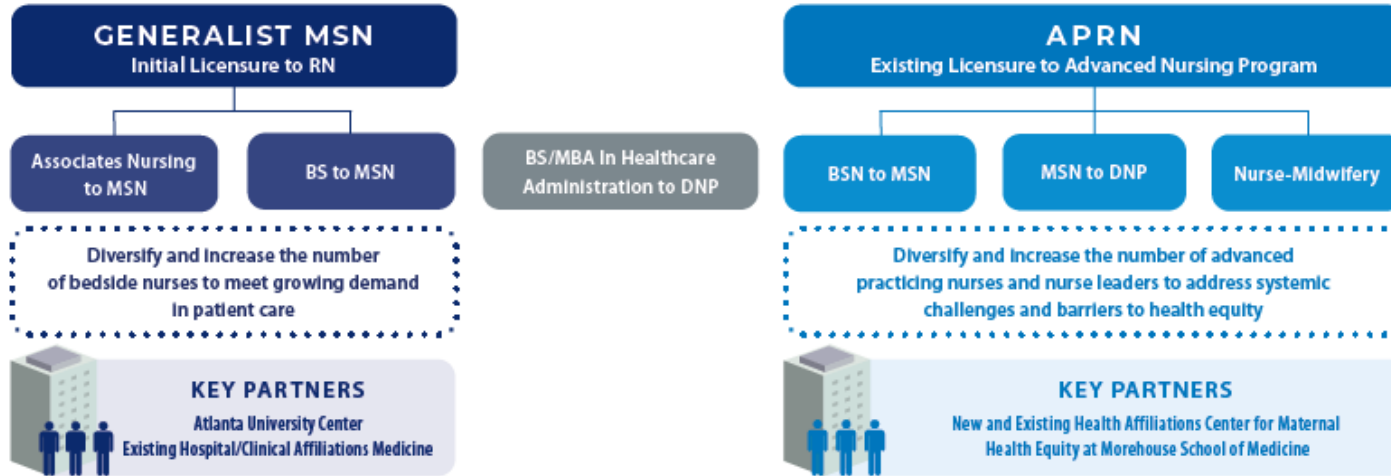 GENERALIST MSN
Initial Licensure to RN
Associates Nursing
to MSN
BS to MSN
Diversify and increase the number
of bedside nurses to meet growing demand
in patient care
KEY PARTNERS
Atlanta University Center
Existing Hospital/Clinical Affiliations Medicine
BS/MBA In Healthcare
Administration to DNP
APRN
Existing Licensure to Advanced Nursing Program
BSN to MSN
MSN to DNP
Nurse-Midwifery
Diversify and increase the number of advanced
practicing nurses and nurse leaders to address systemic
challenges and barriers to health equity
KEY PARTNERS
New and Existing Health Affiliations Center for Maternal
Health Equity at Morehouse School of Medicine